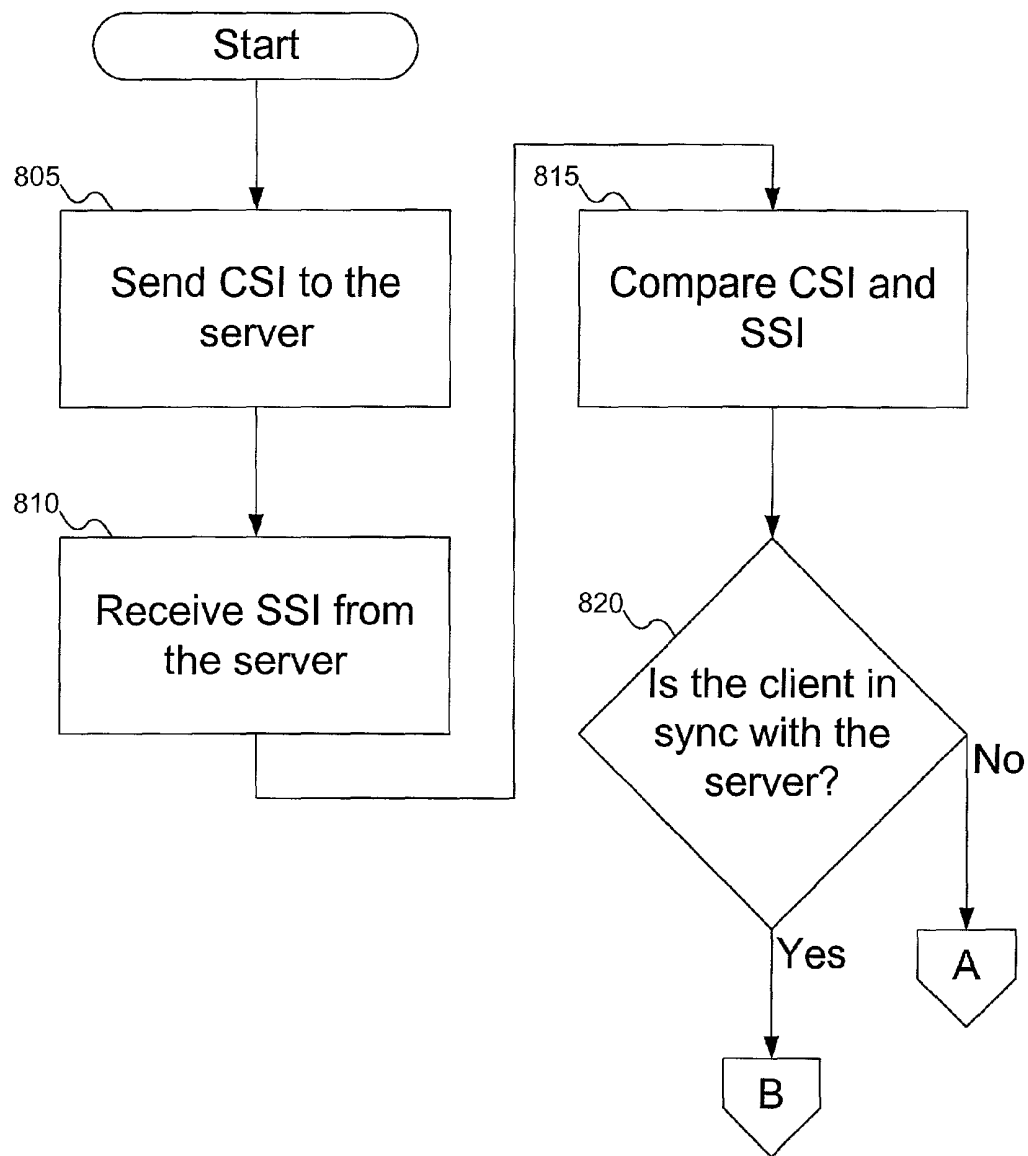 Start
805
Send CSI to the
server
810
Receive SSI from
the server
815
Compare CSI and
SSI
820
Is the client in
sync with the
server?
No
Yes
A
B